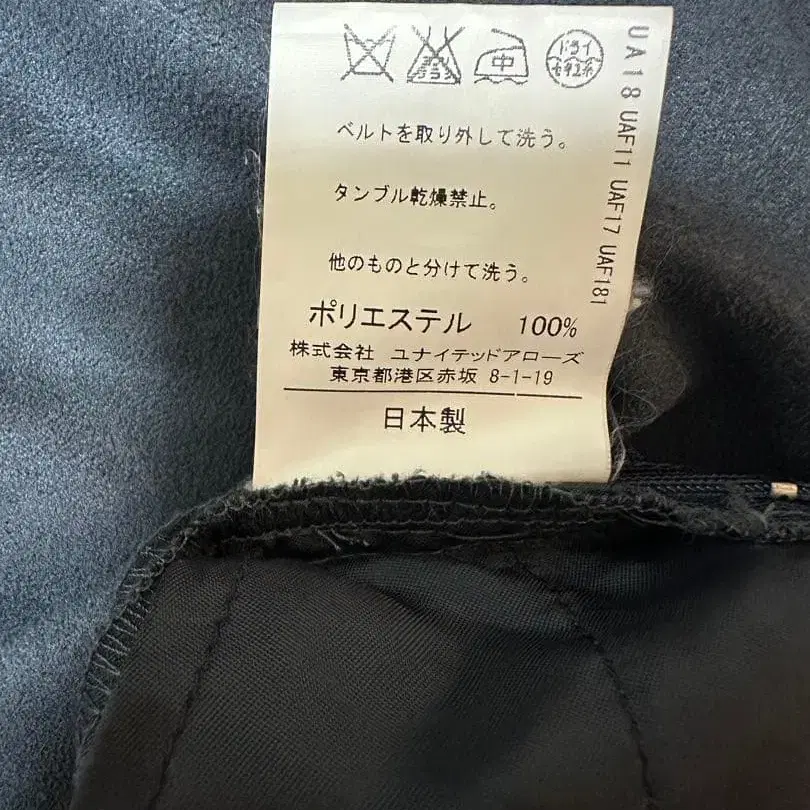 中
ドライ
セキユ系
ベルトを取り外して洗う。
タンブル乾燥禁止。
他のものと分けて洗う。
ポリエステル 100%
株式会社 ユナイテッドアローズ
東京都港区赤坂 8-1-19
日本製
UA18 UAF11 UAF17 UAF181